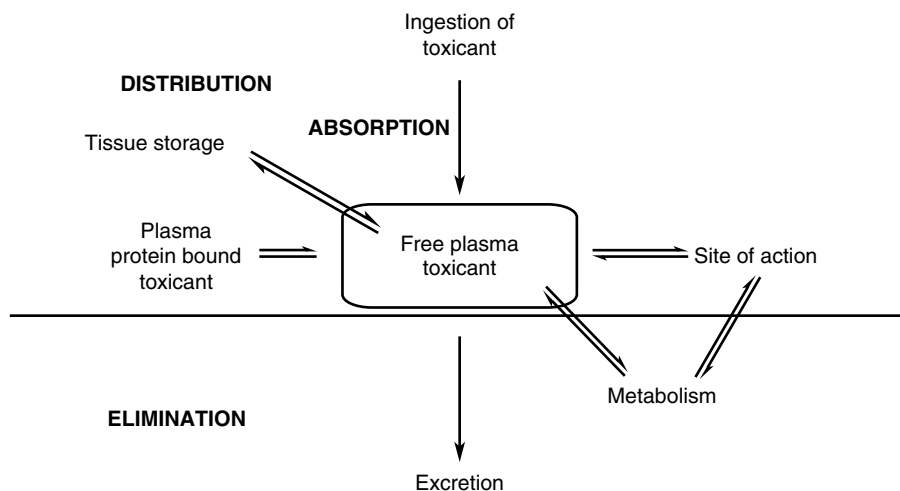 Ingestion of
toxicant
DISTRIBUTION
ABSORPTION
Tissue storage
Plasma
protein bound
toxicant
Free plasma
toxicant
Site of action
Metabolism
ELIMINATION
Excretion